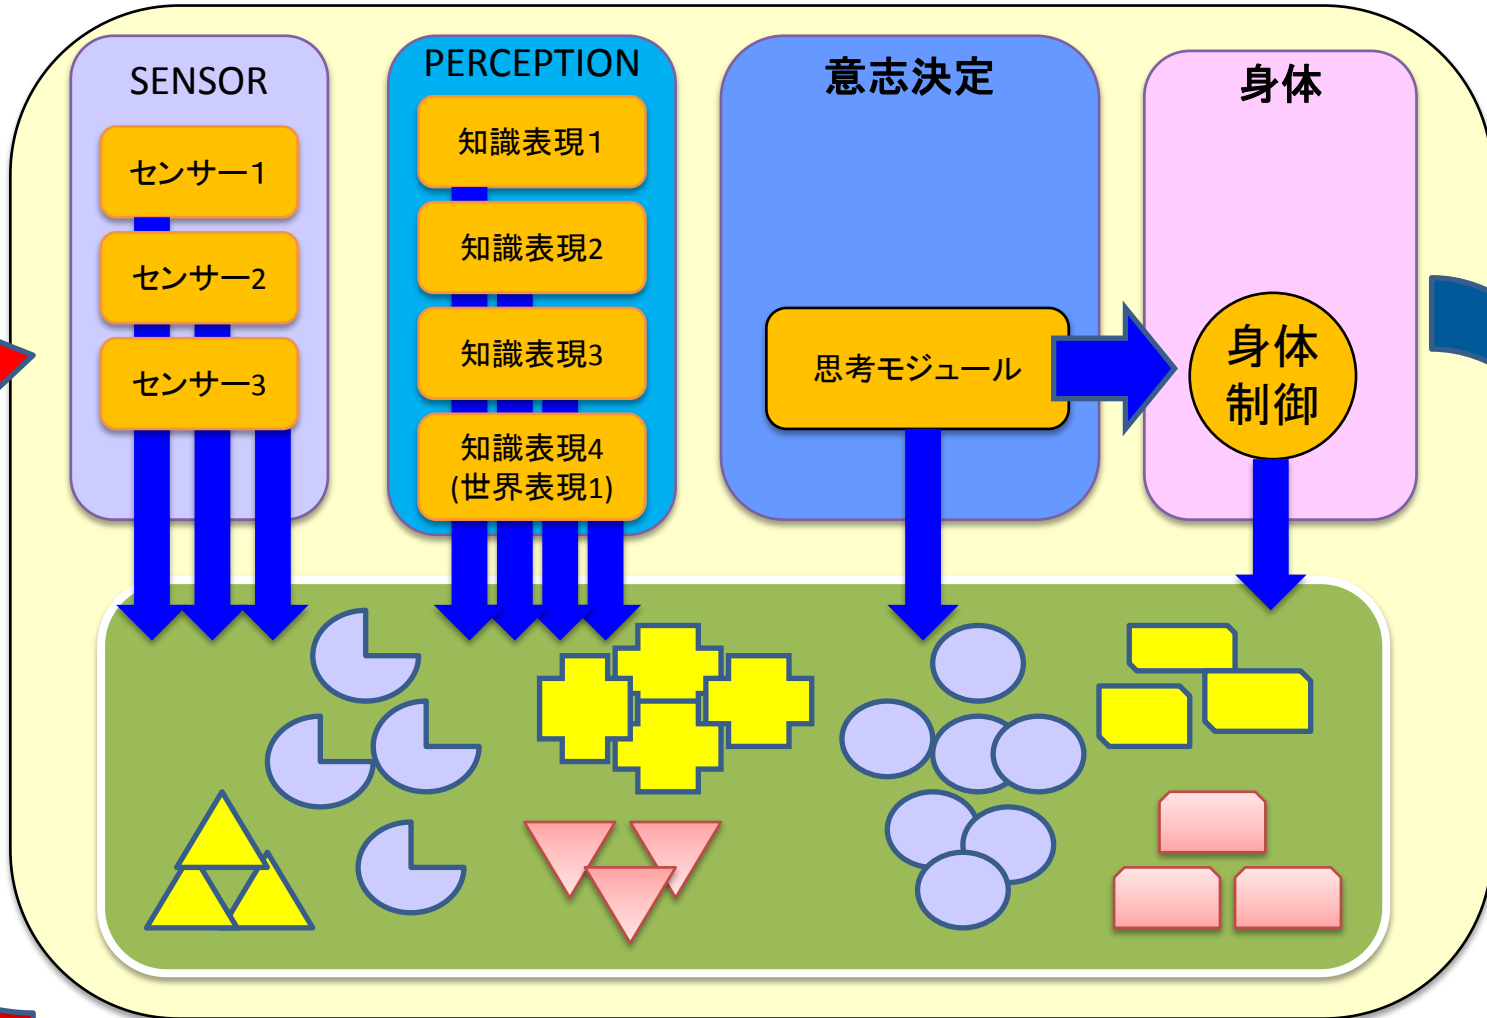 SENSOR
センサー1
センサー2
センサー3
PERCEPTION
知識表現1
知識表現2
知識表現3
知識表現4
(世界表現1)
意志決定
思考モジュール
身体
身体
制御